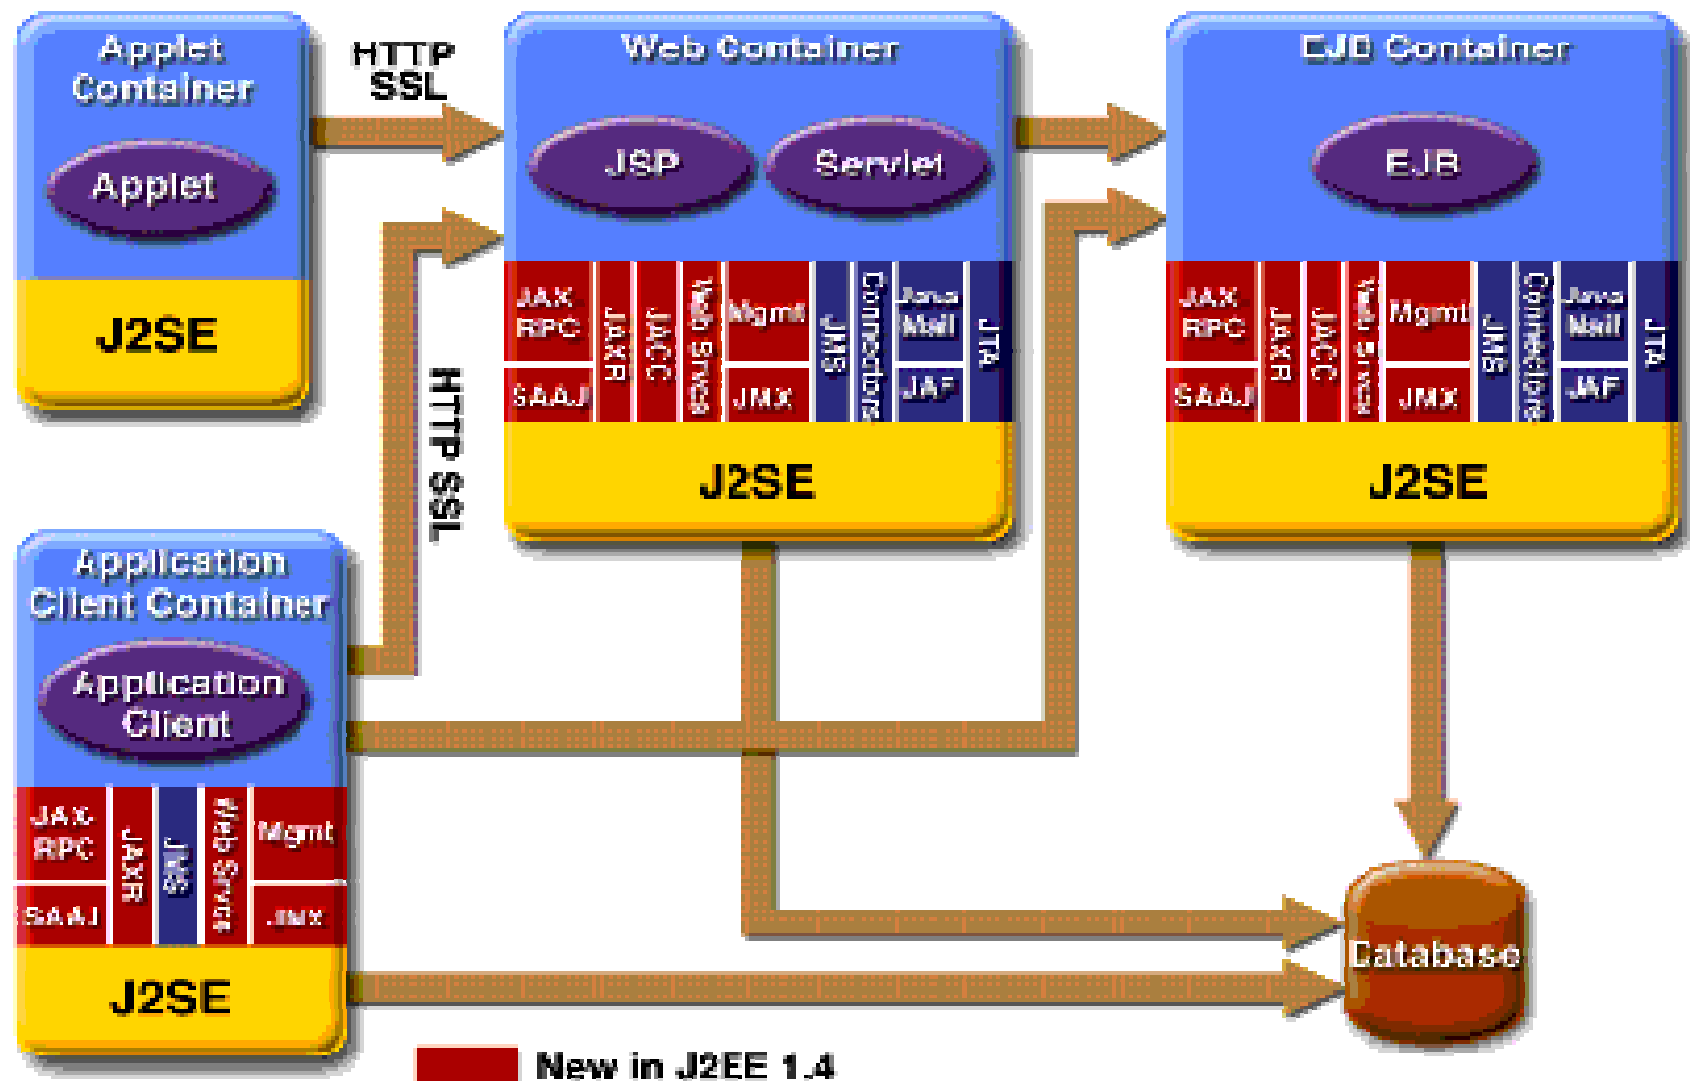 Applet
Container
Applet
J2SE
HTTP
SSL
Web Container
JSP
Servlet
JAX
RPC
SAAJ
JAXR
JACC
Web Srvce
Mgmt
JMX
JMS
Connectors
Java
Mail
JAF
JTA
J2SE
EJB Container
EJB
JAX
RPC
SAAJ
JAXR
JACC
Web Srvce
Mgmt
JMX
JMS
Connectors
Java
Mail
JAF
JTA
J2SE
HTTP SSL
Application
Client Container
Application
Client
JAX
RPC
SAAJ
JAXR
JMS
Web Srvce
Mgmt
JMX
J2SE
Database
New in J2EE 1.4